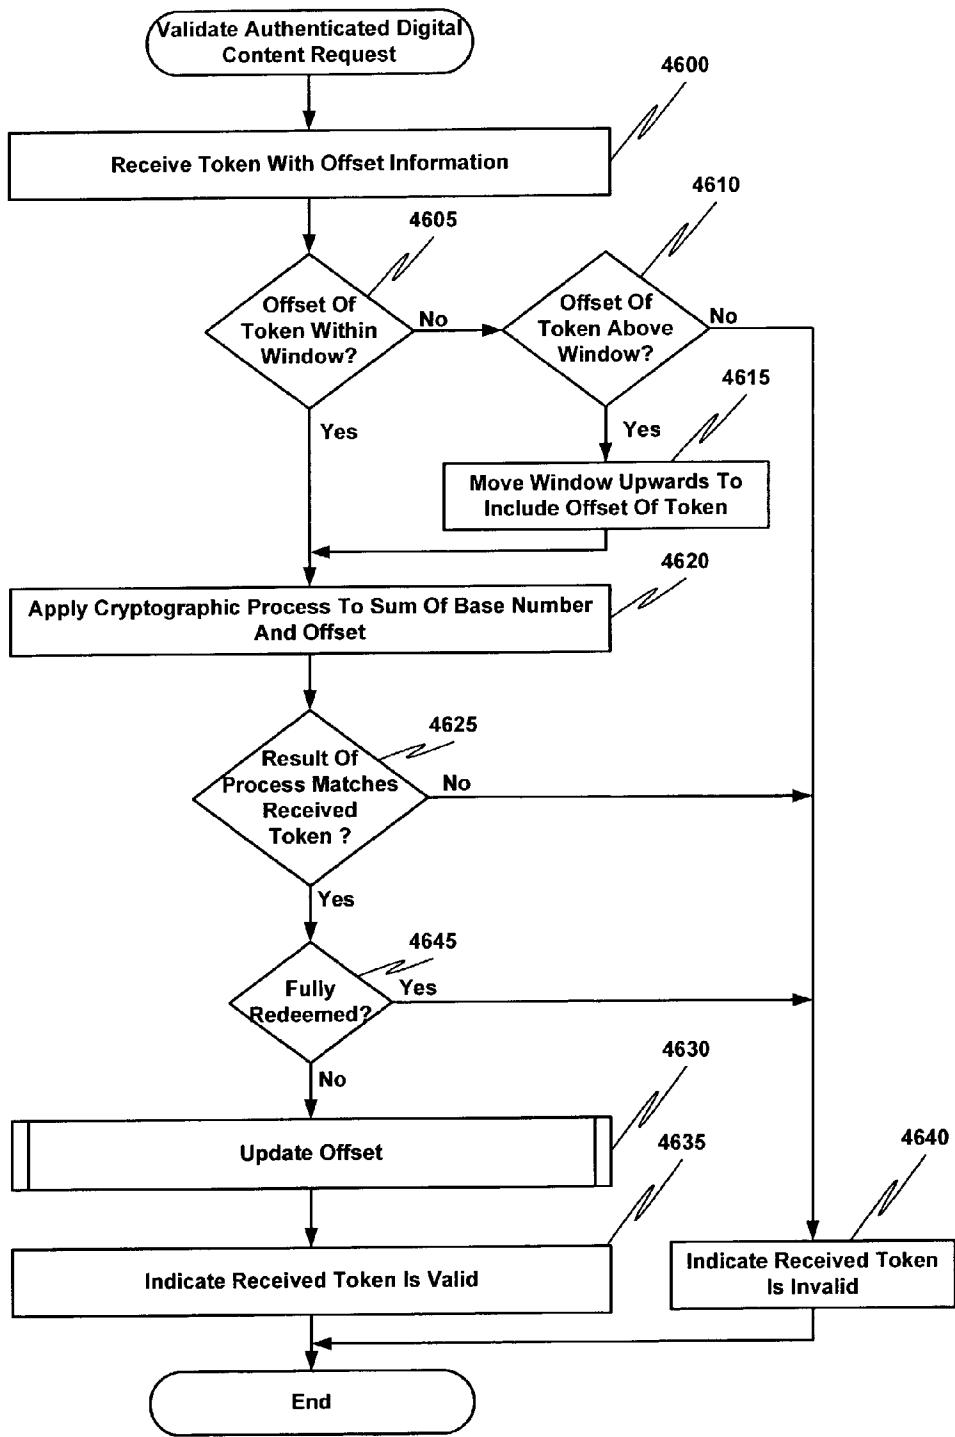 Validate Authenticated Digital
Content Request
4600
Receive Token With Offset Information
4605
4610
Offset Of
Token Within
Window?
No
Offset Of
Token Above
Window?
No
4615
Yes
Yes
Move Window Upwards To
Include Offset Of Token
4620
Apply Cryptographic Process To Sum Of Base Number
And Offset
4625
Result Of
Process Matches
Received
Token ?
No
Yes
4645
Fully
Redeemed?
Yes
No
4630
Update Offset
4635
4640
Indicate Received Token Is Valid
Indicate Received Token
Is Invalid
End